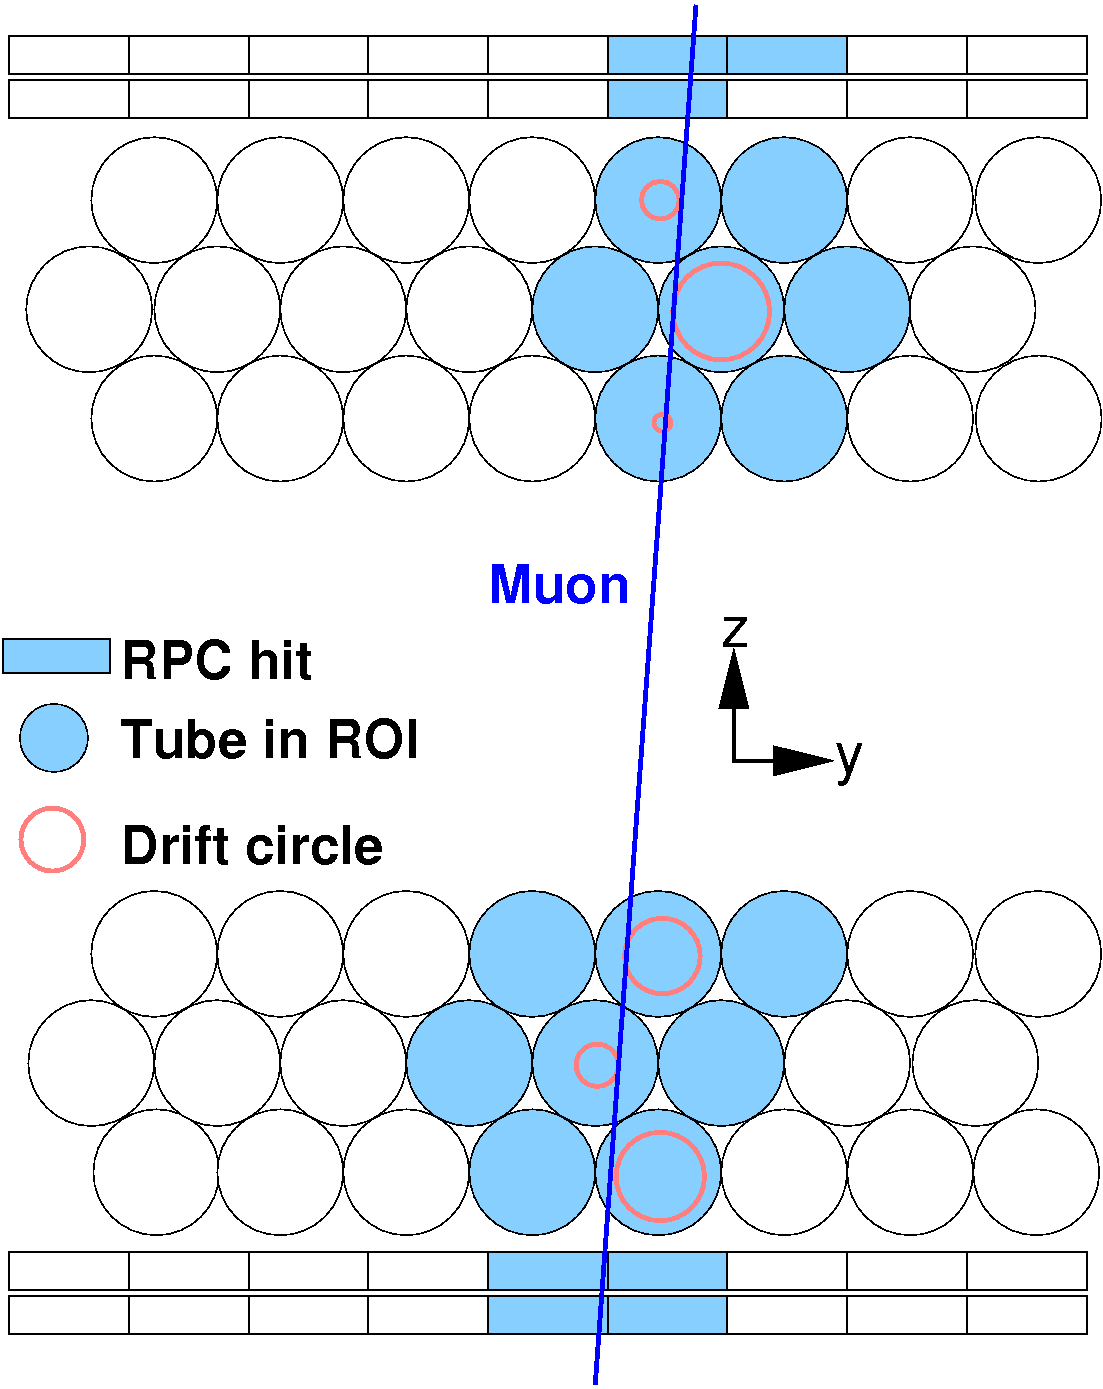 Muon
z
RPC hit
Tube in ROI
y
Drift circle